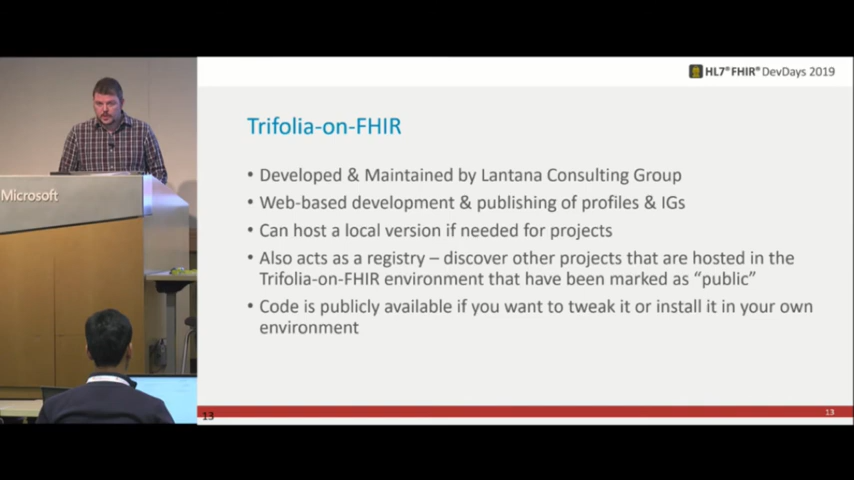 HL7® FHIR® DevDays 2019
Trifolia-on-FHIR
• Developed & Maintained by Lantana Consulting Group
• Web-based development & publishing of profiles & IGs
• Can host a local version if needed for projects
• Also acts as a registry – discover other projects that are hosted in the
Trifolia-on-FHIR environment that have been marked as “public”
• Code is publicly available if you want to tweak it or install it in your own
environment
Microsoft
13
13